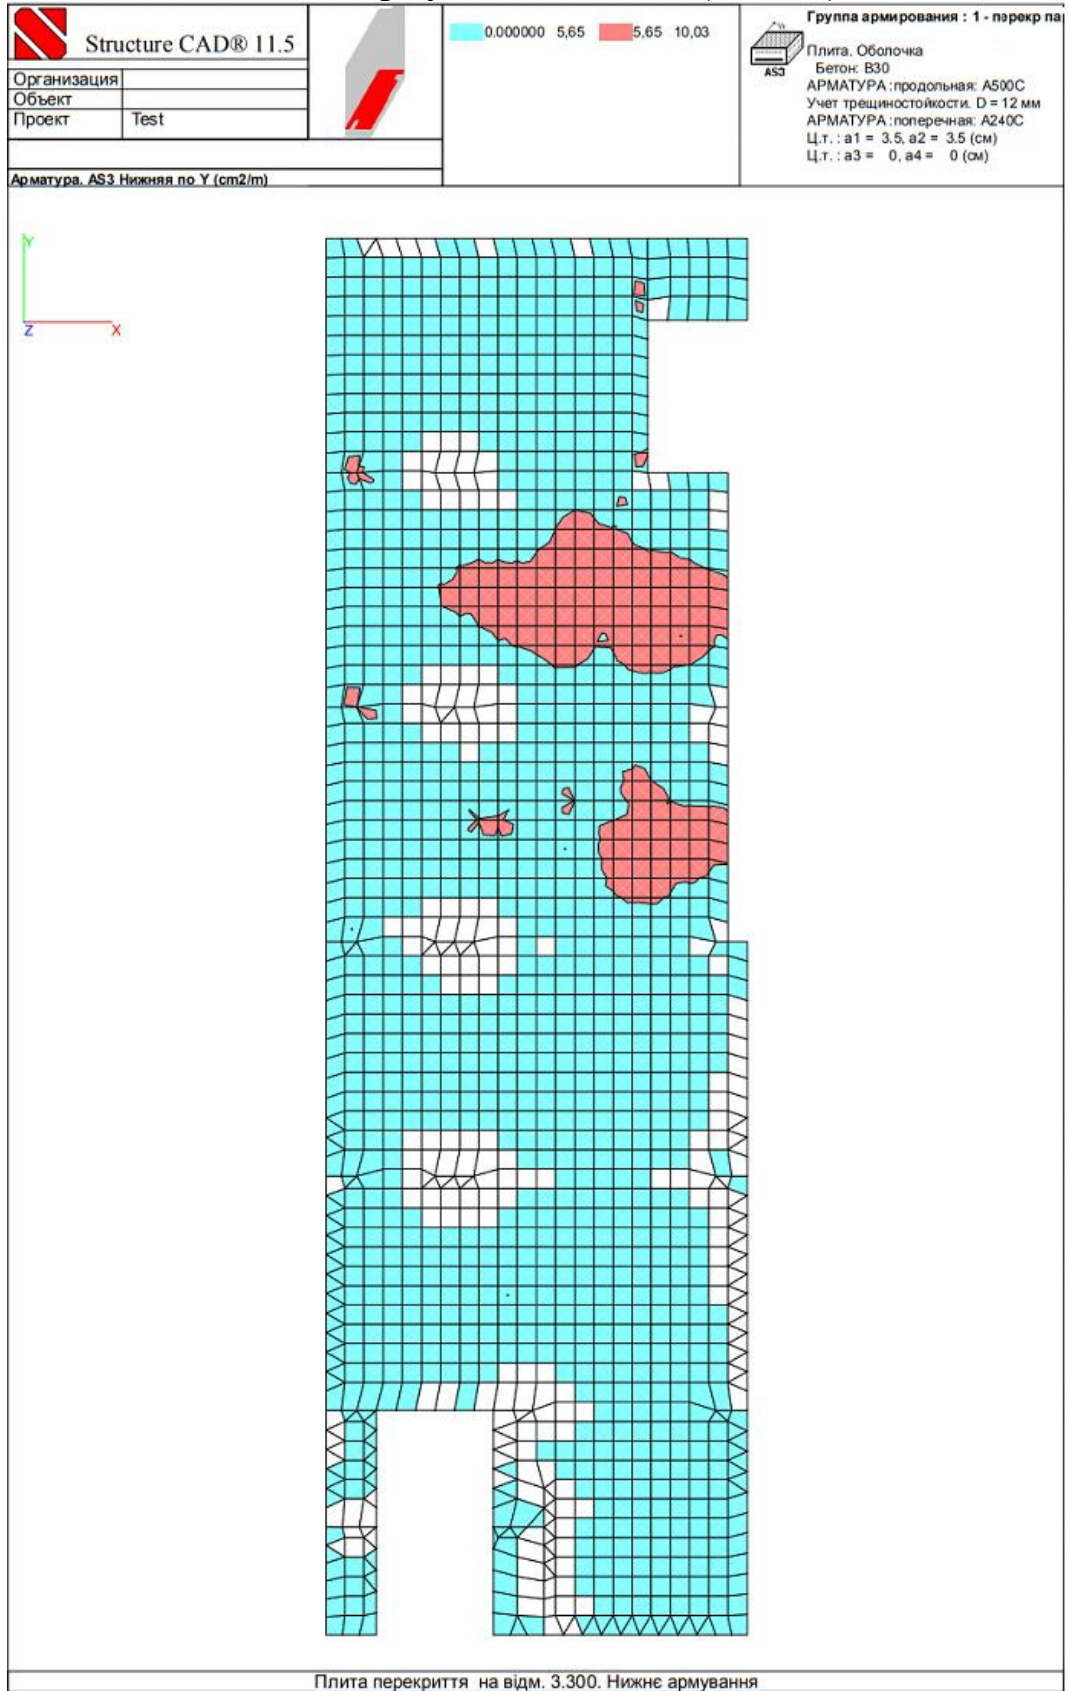 Structure CAD® 11.5
Организация
Объект
Проект Test
Арматура. AS3 Нижняя по Y (cm2/m)
0.000000 5,65 5,65 10,03
Группа армирования : 1 - перекр па
AS3
Плита. Оболочка
Бетон: B30
АРМАТУРА :продольная: А500С
Учет трещиностойкости. D = 12 мм
АРМАТУРА :поперечная: А240С
Ц.т. : a1 = 3.5, a2 = 3.5 (см)
Ц.т. : a3 = 0, a4 = 0 (см)
Y
Z X
Плита перекриття на відм. 3.300. Нижнє армування